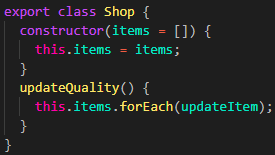 export class Shop {
  constructor(items = []) {
    this.items = items;
  }
  updateQuality() {
    this.items.forEach(updateItem);
  }
}